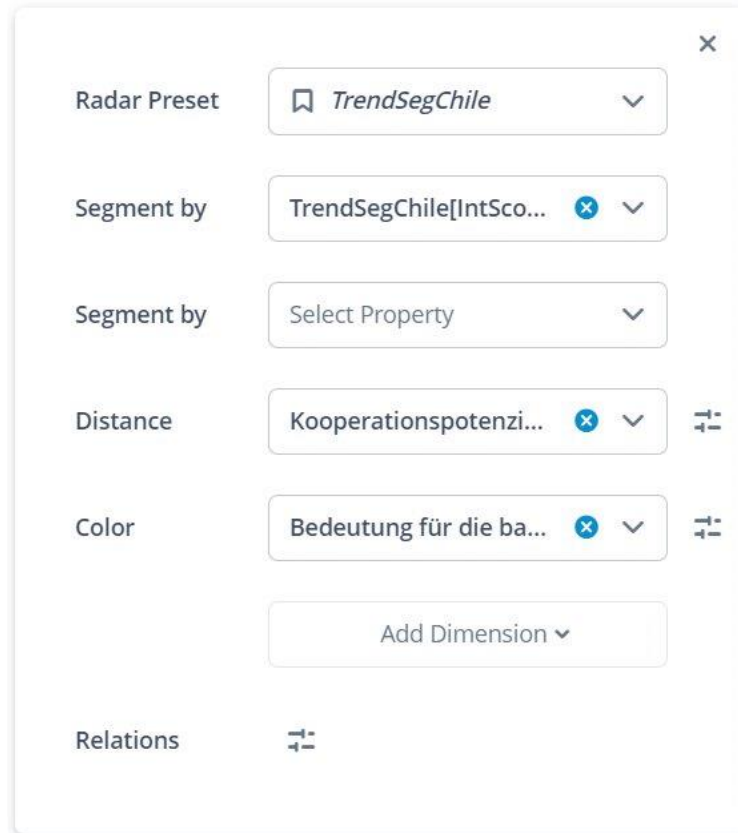 Radar Preset TrendSegChile
Segment by TrendSegChile[IntSco...
Segment by Select Property
Distance Kooperationspotenzi...
Color Bedeutung für die ba...
Add Dimension
Relations